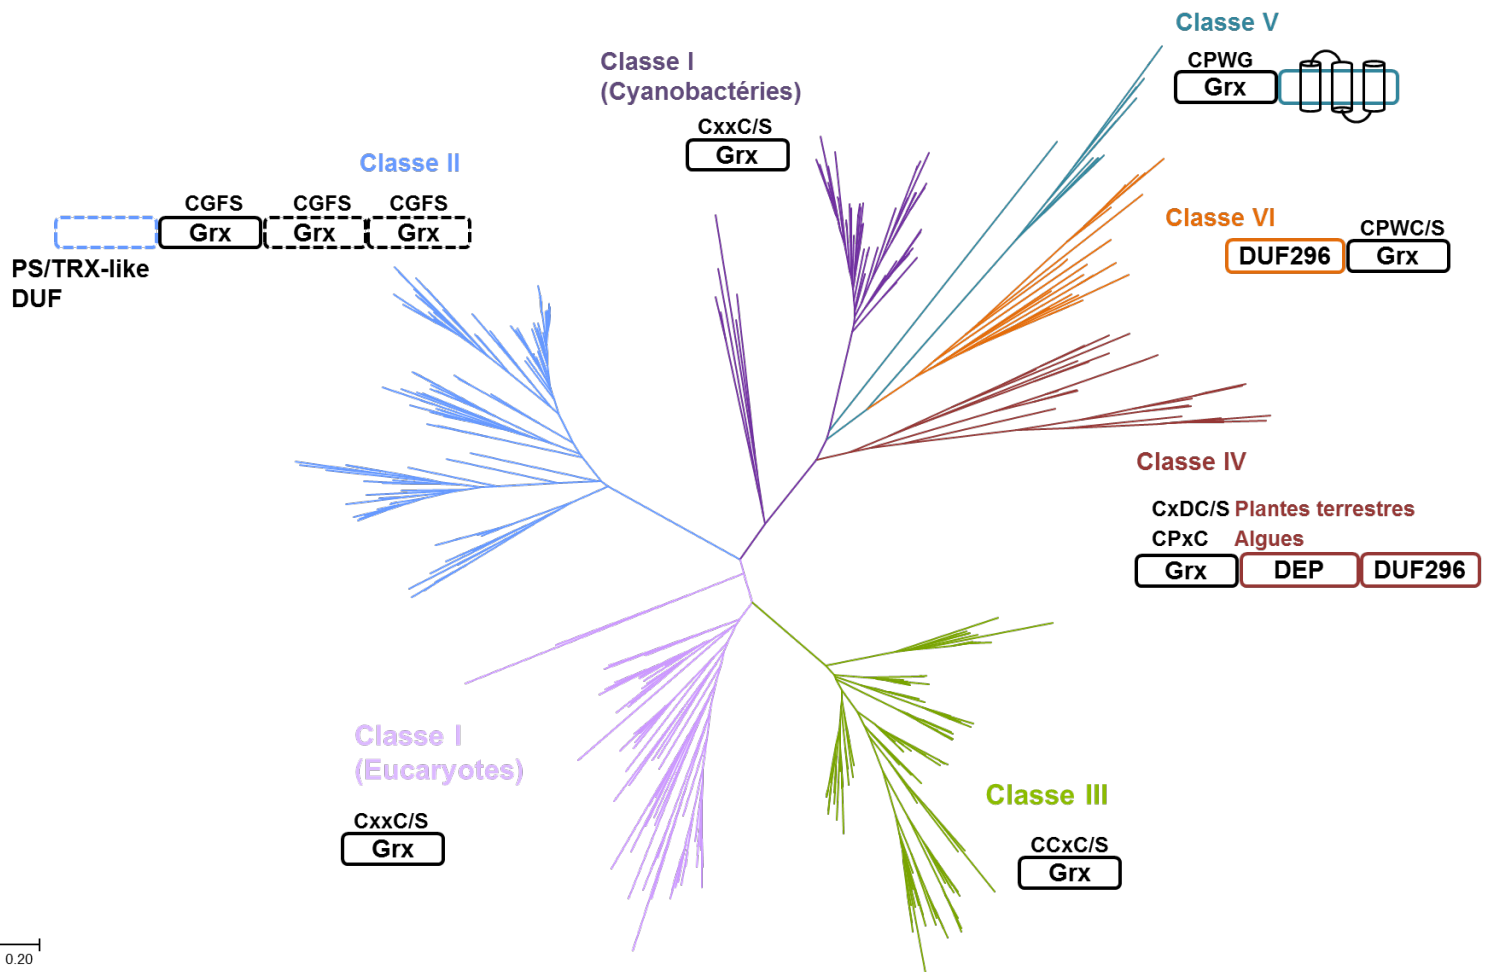 Classe V
CPWG
Grx
Classe I
(Cyanobactéries)
CxxC/S
Grx
Classe II
CGFS CGFS CGFS
Grx Grx Grx
PS/TRX-like
DUF
Classe VI
CPWC/S
DUF296 Grx
Classe IV
CxDC/S Plantes terrestres
CPxC Algues
Grx DEP DUF296
Classe I
(Eucaryotes)
CxxC/S
Grx
Classe III
CCxC/S
Grx
0.20